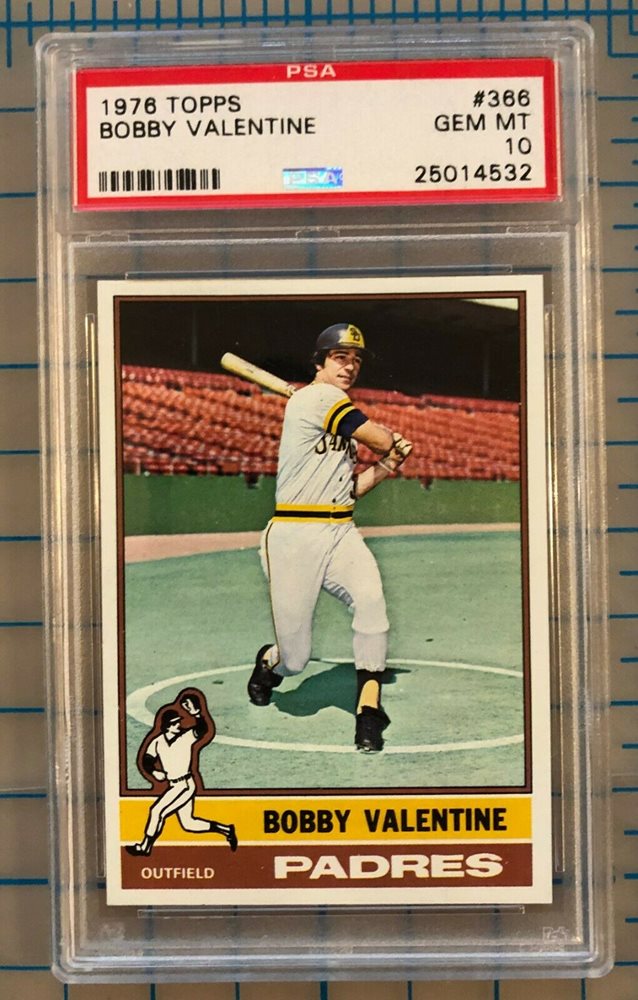 PSA
1976 TOPPS #366
BOBBY VALENTINE GEM MT
10
25014532
BOBBY VALENTINE
OUTFIELD PADRES